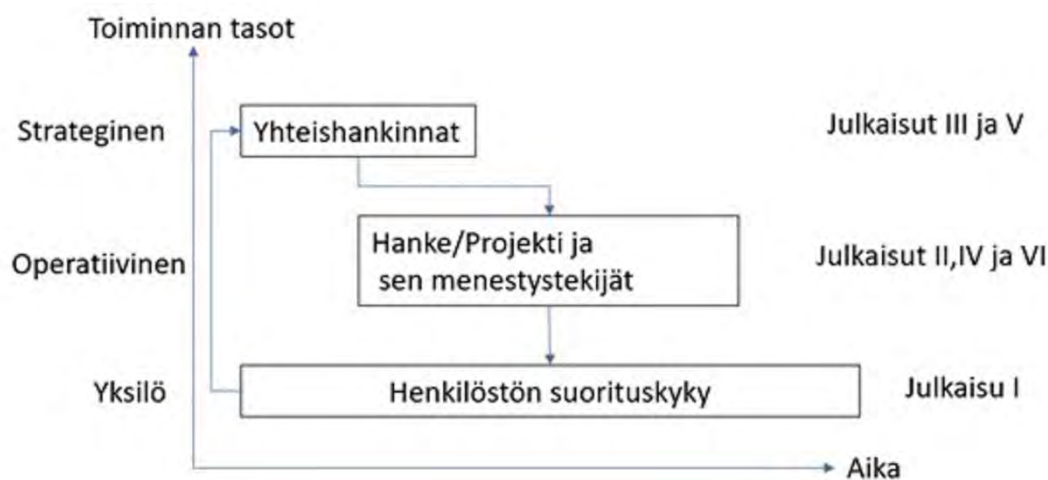 Toiminnan tasot
Strateginen
Yhteishankinnat
Julkaisut III ja V
Operatiivinen
Hanke/Projekti ja
sen menestystekijät
Julkaisut II,IV ja VI
Yksilö
Henkilöstön suorituskyky
Julkaisu I
Aika